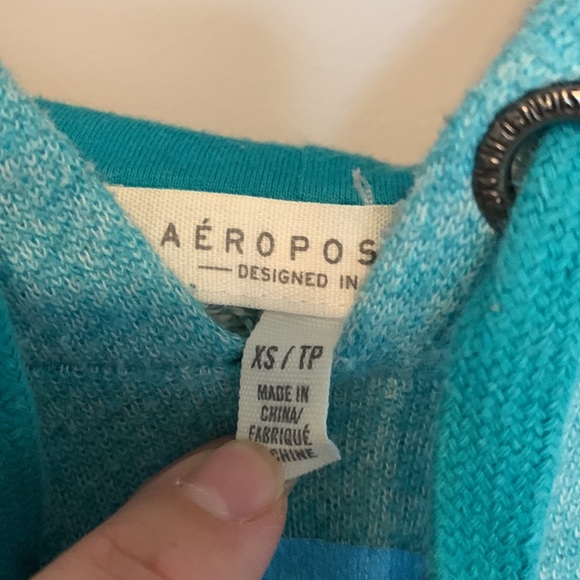 AÉROPOS
DESIGNED IN
XS / TP
MADE IN
CHINA/
FABRIQUÉ
CHINE